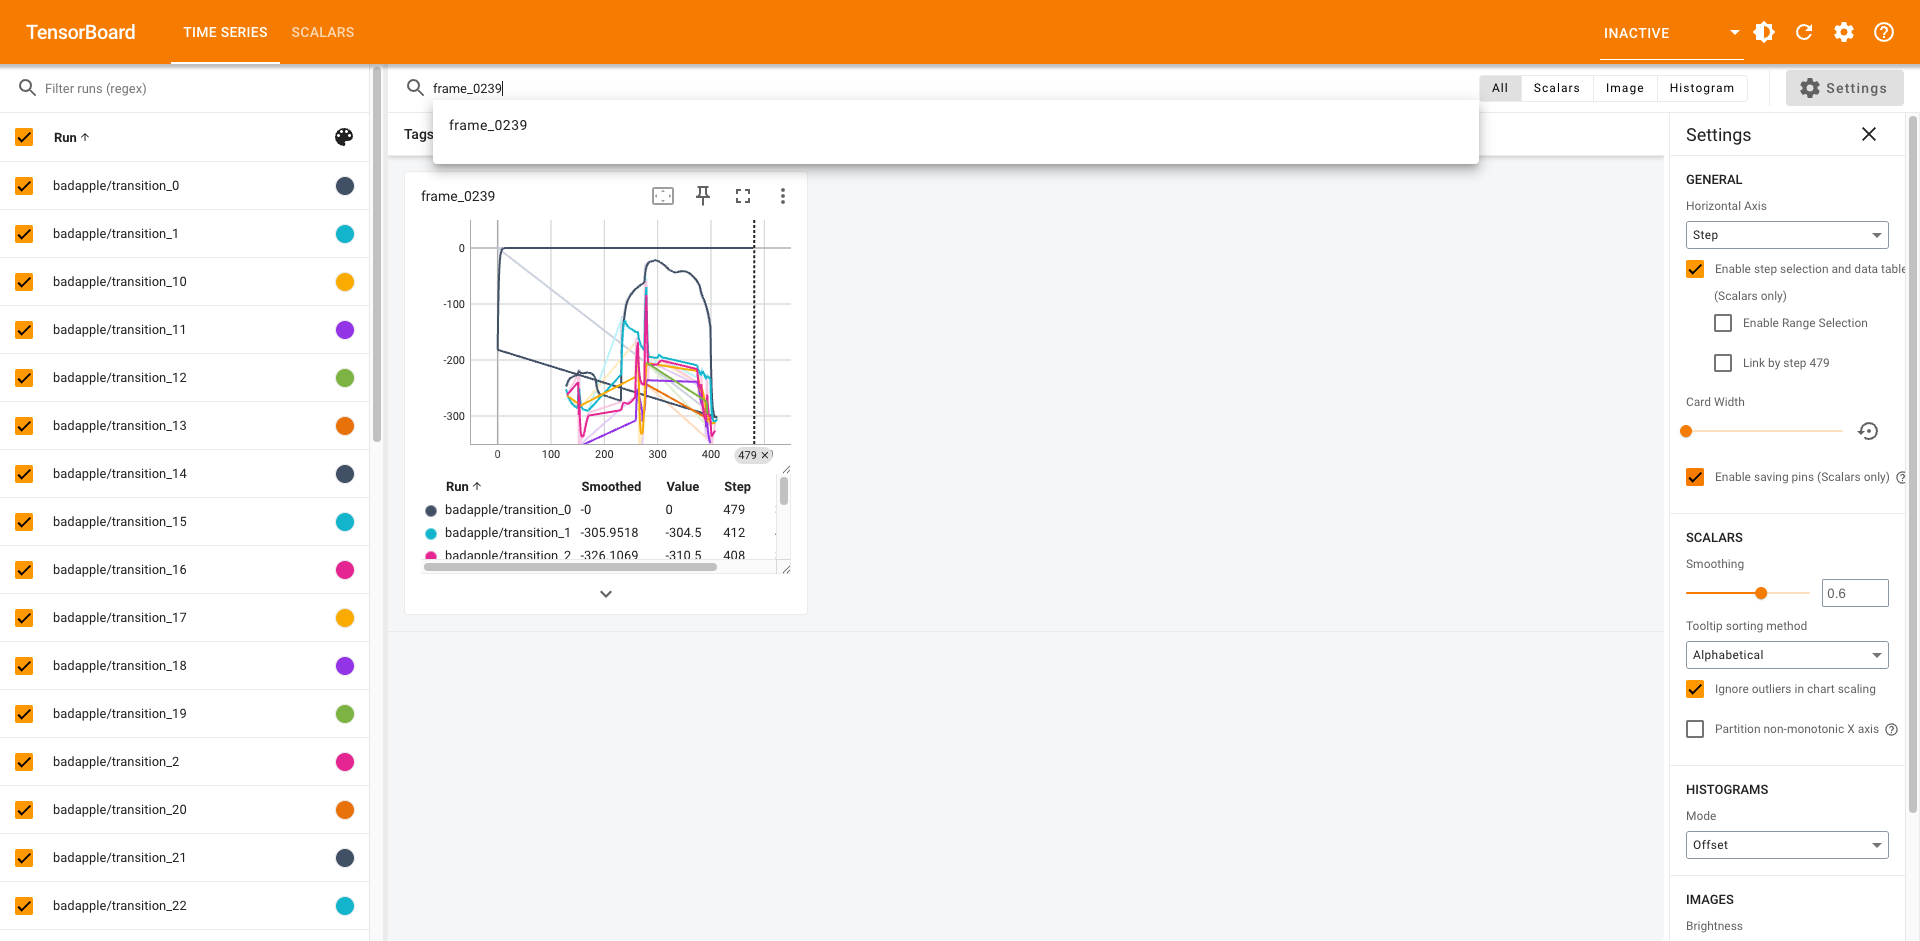 TensorBoard
TIME SERIES
SCALARS
INACTIVE
Filter runs (regex)
Run
badapple/transition_0
badapple/transition_1
badapple/transition_10
badapple/transition_11
badapple/transition_12
badapple/transition_13
badapple/transition_14
badapple/transition_15
badapple/transition_16
badapple/transition_17
badapple/transition_18
badapple/transition_19
badapple/transition_2
badapple/transition_20
badapple/transition_21
badapple/transition_22
frame_0239
frame_0239
All
Scalars
Image
Histogram
Settings
Tags
frame_0239
0
-100
-200
-300
0
100
200
300
400
479
Run Smoothed Value Step
badapple/transition_0 -0 0 479
badapple/transition_1 -305.9518 -304.5 412
badapple/transition_2 -326.1069 -310.5 408
Settings
GENERAL
Horizontal Axis
Step
Enable step selection and data table
(Scalars only)
Enable Range Selection
Link by step 479
Card Width
Enable saving pins (Scalars only)
SCALARS
Smoothing
0.6
Tooltip sorting method
Alphabetical
Ignore outliers in chart scaling
Partition non-monotonic X axis
HISTOGRAMS
Mode
Offset
IMAGES
Brightness